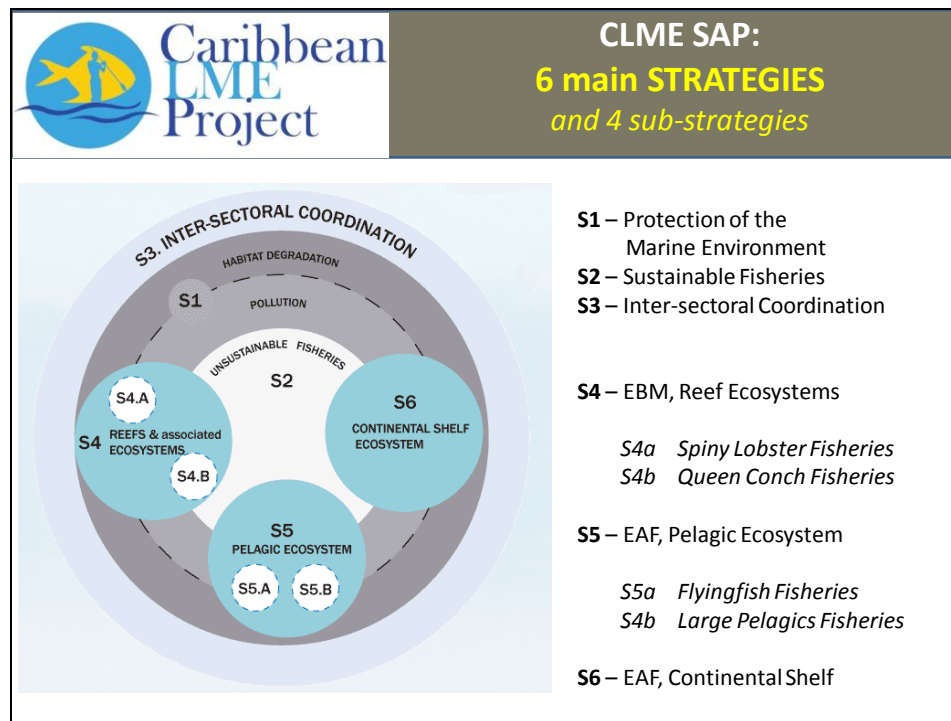 Caribbean
LME
Project
CLME SAP:
6 main STRATEGIES
and 4 sub-strategies
S3. INTER-SECTORAL COORDINATION
HABITAT DEGRADATION
S1
POLLUTION
UNSUSTAINABLE FISHERIES
S2
S4.A
S4
REEFS & associated
ECOSYSTEMS
S4.B
S6
CONTINENTAL SHELF
ECOSYSTEM
S5
PELAGIC ECOSYSTEM
S5.A
S5.B
S1 – Protection of the
Marine Environment
S2 – Sustainable Fisheries
S3 – Inter-sectoral Coordination
S4 – EBM, Reef Ecosystems
S4a Spiny Lobster Fisheries
S4b Queen Conch Fisheries
S5 – EAF, Pelagic Ecosystem
S5a Flyingfish Fisheries
S4b Large Pelagics Fisheries
S6 – EAF, Continental Shelf